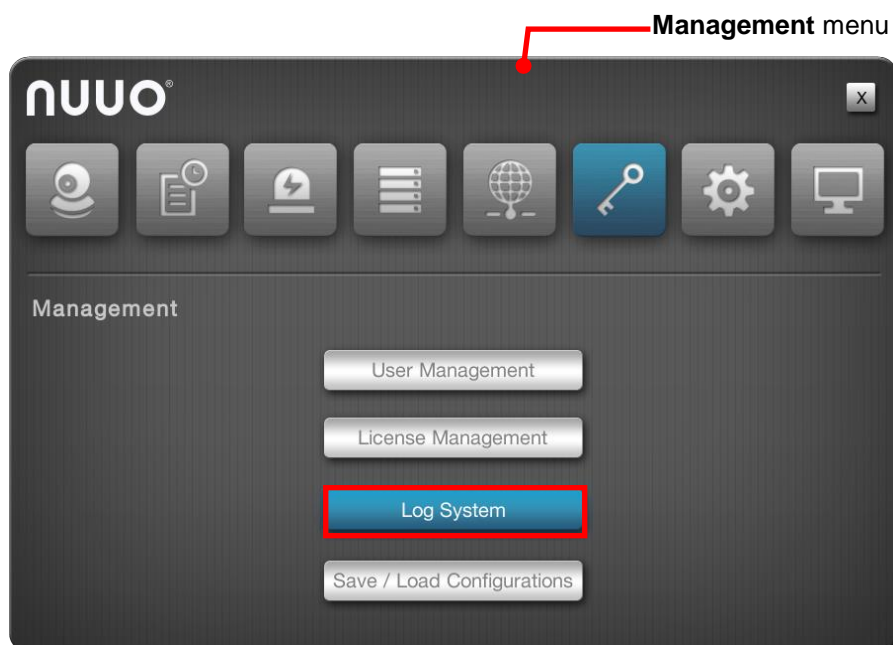 Management menu
nuuo®
X
Management
User Management
License Management
Log System
Save / Load Configurations